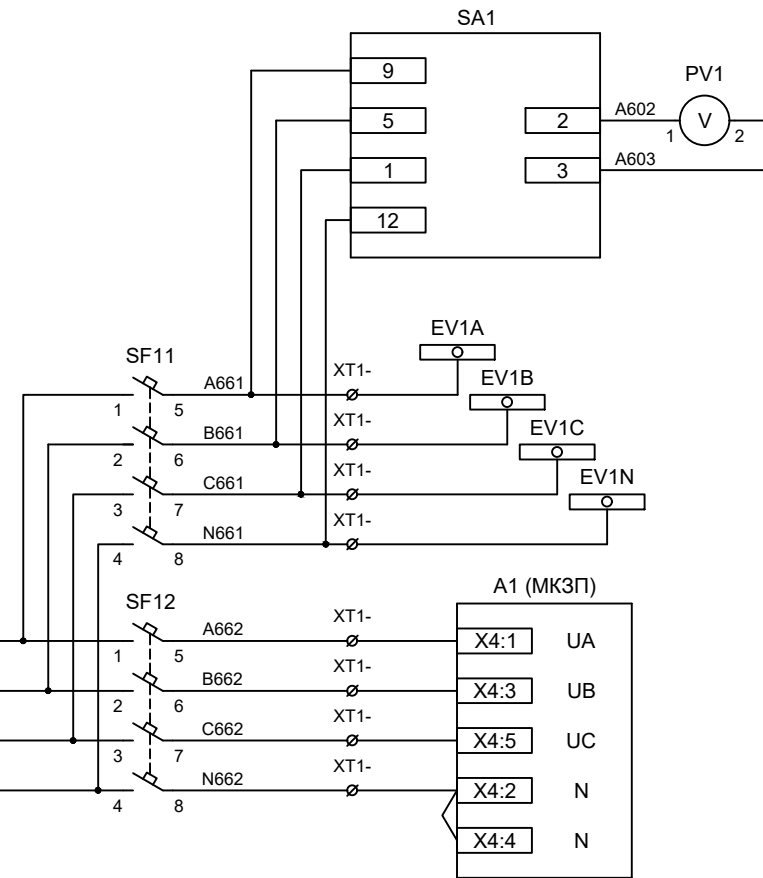 SA1
9
PV1
5
2
A602
V
1
2
1
3
A603
12
EV1A
SF11
A661
XT1-
EV1B
1
5
B661
XT1-
EV1C
2
6
C661
XT1-
EV1N
3
7
N661
XT1-
4
8
A1 (МКЗП)
SF12
A662
XT1-
X4:1
UA
1
5
B662
XT1-
X4:3
UB
2
6
C662
XT1-
X4:5
UC
3
7
N662
XT1-
X4:2
N
4
8
X4:4
N